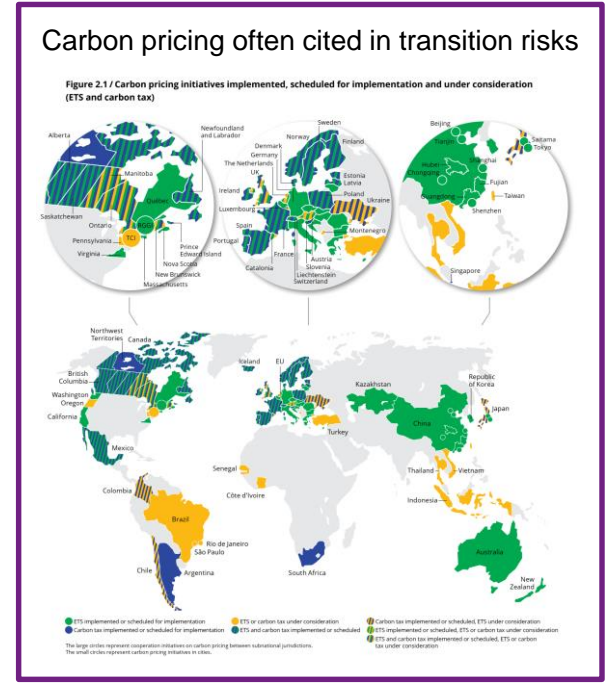 Carbon pricing often cited in transition risks
Figure 2.1 / Carbon pricing initiatives implemented, scheduled for implementation and under consideration
(ETS and carbon tax)
Alberta
Newfoundland
and Labrador
Manitoba
Québec
Saskatchewan
Ontario
RGGI
Pennsylvania
TCI
Virginia
Prince
Edward Island
Nova Scotia
New Brunswick
Massachusetts
Sweden
Norway
Finland
Denmark
Germany
The Netherlands
UK
Estonia
Latvia
Ireland
Poland
Ukraine
Luxembourg
Spain
Montenegro
Portugal
France
Austria
Slovenia
Catalonia
Liechtenstein
Switzerland
Beijing
Tianjin
Saitama
Tokyo
Hubei
Shanghai
Chongqing
Fujian
Guangdong
Taiwan
Shenzhen
Singapore
Northwest
Territories
Canada
Iceland
EU
British
Columbia
Kazakhstan
Republic
of Korea
Washington
Oregon
California
China
Japan
Mexico
Turkey
Senegal
Thailand
Vietnam
Colombia
Côte d'Ivoire
Indonesia
Brazil
Rio de Janeiro
São Paulo
Australia
Chile
Argentina
South Africa
New
Zealand
ETS implemented or scheduled for implementation
Carbon tax implemented or scheduled for implementation
ETS or carbon tax under consideration
ETS and carbon tax implemented or scheduled
Carbon tax implemented or scheduled, ETS under consideration
ETS implemented or scheduled, ETS or carbon tax under consideration
ETS and carbon tax implemented or scheduled, ETS or carbon
tax under consideration
The large circles represent cooperation initiatives on carbon pricing between subnational jurisdictions.
The small circles represent carbon pricing initiatives in cities.